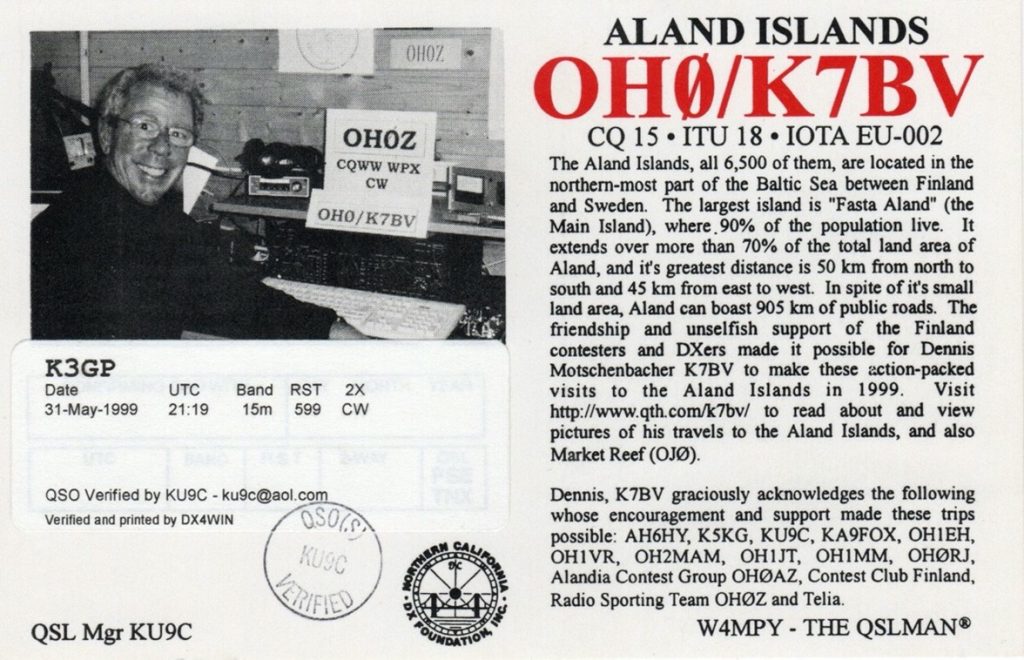 OHØZ
OHØZ
CQWW WPX
CW
OHØ/K7BV
K3GP
Date UTC Band RST 2X
31-May-1999 21:19 15m 599 CW
QSO Verified by KU9C - ku9c@aol.com
Verified and printed by DX4WIN
QSO(S)
KU9C
VERIFIED
NORTHERN CALIFORNIA
DX FOUNDATION, INC.
QSL Mgr KU9C
ALAND ISLANDS
OHØ/K7BV
CQ 15 • ITU 18 • IOTA EU-002
The Aland Islands, all 6,500 of them, are located in the
northern-most part of the Baltic Sea between Finland
and Sweden. The largest island is "Fasta Aland" (the
Main Island), where 90% of the population live. It
extends over more than 70% of the total land area of
Aland, and it's greatest distance is 50 km from north to
south and 45 km from east to west. In spite of it's small
land area, Aland can boast 905 km of public roads. The
friendship and unselfish support of the Finland
contesters and DXers made it possible for Dennis
Motschenbacher K7BV to make these action-packed
visits to the Aland Islands in 1999. Visit
http://www.qth.com/k7bv/ to read about and view
pictures of his travels to the Aland Islands, and also
Market Reef (OJØ).
Dennis, K7BV graciously acknowledges the following
whose encouragement and support made these trips
possible: AH6HY, K5KG, KU9C, KA9FOX, OH1EH,
OH1VR, OH2MAM, OH1JT, OH1MM, OHØRJ,
Alandia Contest Group OHØAZ, Contest Club Finland,
Radio Sporting Team OHØZ and Telia.
W4MPY - THE QSLMAN®